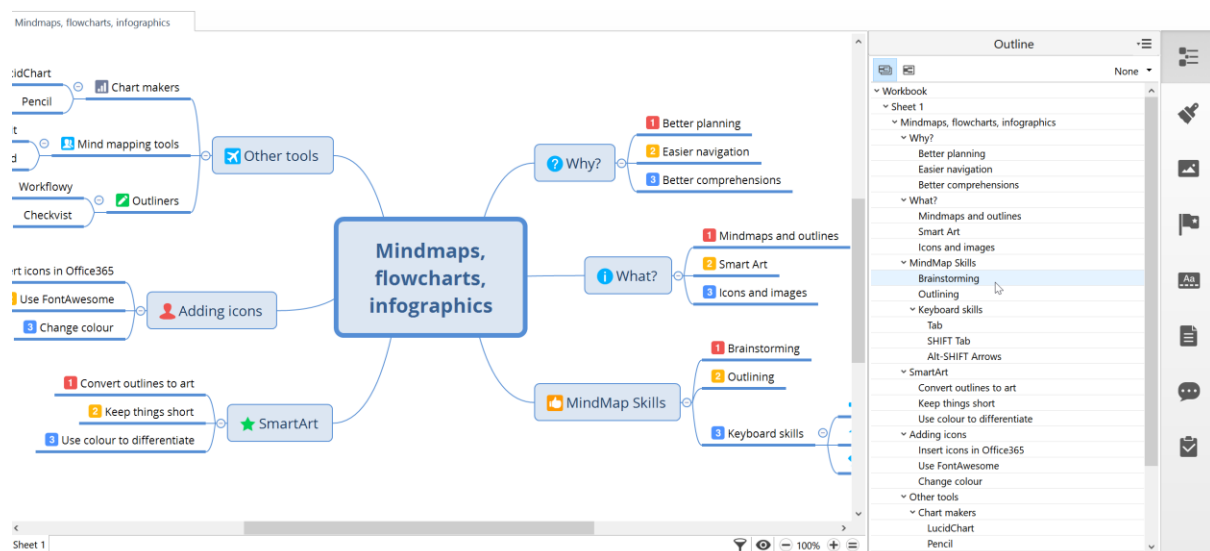 Mindmaps, flowcharts, infographics
Chart makers
Pencil
Mind mapping tools
Workflowy
Outliners
Checkvist
Other tools
icons in Office365
Use FontAwesome
3 Change colour
Adding icons
1 Convert outlines to art
2 Keep things short
3 Use colour to differentiate
SmartArt
Mindmaps,
flowcharts,
infographics
Why?
1 Better planning
2 Easier navigation
3 Better comprehensions
What?
1 Mindmaps and outlines
2 Smart Art
3 Icons and images
MindMap Skills
1 Brainstorming
2 Outlining
3 Keyboard skills
Sheet 1
100%
Outline
None
Workbook
Sheet 1
Mindmaps, flowcharts, infographics
Why?
Better planning
Easier navigation
Better comprehensions
What?
Mindmaps and outlines
Smart Art
Icons and images
MindMap Skills
Brainstorming
Outlining
Keyboard skills
Tab
SHIFT Tab
Alt-SHIFT Arrows
SmartArt
Convert outlines to art
Keep things short
Use colour to differentiate
Adding icons
Insert icons in Office365
Use FontAwesome
Change colour
Other tools
Chart makers
LucidChart
Pencil
Aa